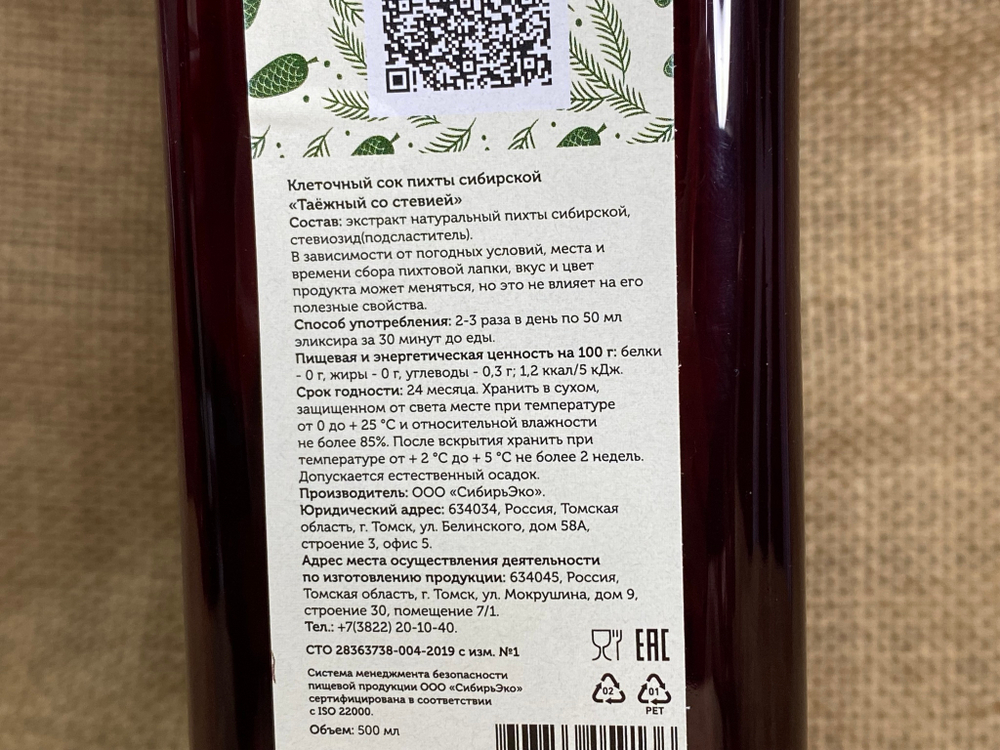 Клеточный сок пихты сибирской
«Таёжный со стевией»
Состав: экстракт натуральный пихты сибирской,
стевиозид(подсластитель).
В зависимости от погодных условий, места и
времени сбора пихтовой лапки, вкус и цвет
продукта может меняться, но это не влияет на его
полезные свойства.
Способ употребления: 2-3 раза в день по 50 мл
эликсира за 30 минут до еды.
Пищевая и энергетическая ценность на 100 г: белки
- 0 г, жиры - 0 г, углеводы - 0,3 г; 1,2 ккал/5 кДж.
Срок годности: 24 месяца. Хранить в сухом,
защищенном от света месте при температуре
от 0 до + 25 °С и относительной влажности
не более 85%. После вскрытия хранить при
температуре от + 2 °С до + 5 °С не более 2 недель.
Допускается естественный осадок.
Производитель: ООО «СибирьЭко».
Юридический адрес: 634034, Россия, Томская
область, г. Томск, ул. Белинского, дом 58А,
строение 3, офис 5.
Адрес места осуществления деятельности
по изготовлению продукции: 634045, Россия,
Томская область, г. Томск, ул. Мокрушина, дом 9,
строение 30, помещение 7/1.
Тел.: +7(3822) 20-10-40.
СТО 28363738-004-2019 с изм. №1
EAC
Система менеджмента безопасности
пищевой продукции ООО «СибирьЭко»
сертифицирована в соответствии
с ISO 22000.
02 01
PET
Объем: 500 мл